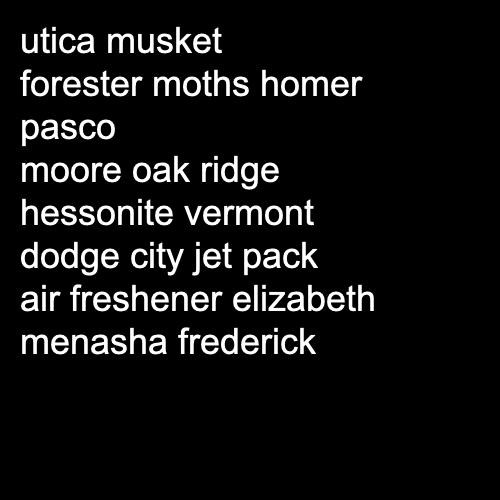 utica musket
forester moths homer
pasco
moore oak ridge
hessonite vermont
dodge city jet pack
air freshener elizabeth
menasha frederick